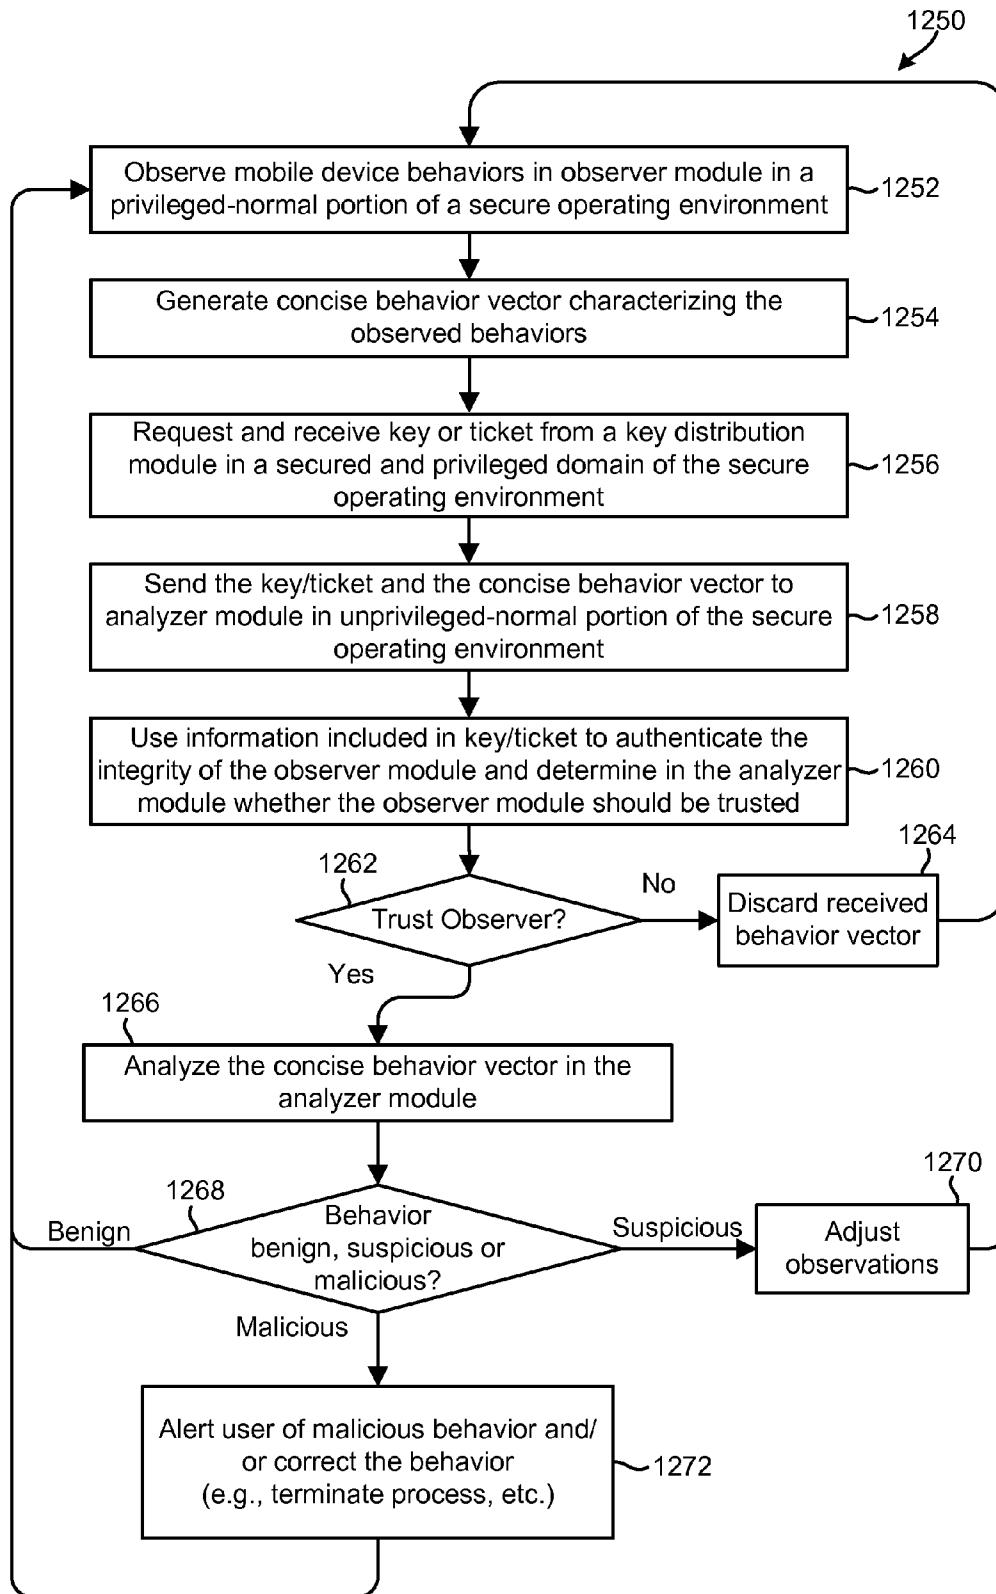 1250
Observe mobile device behaviors in observer module in a
privileged-normal portion of a secure operating environment
1252
Generate concise behavior vector characterizing the
observed behaviors
1254
Request and receive key or ticket from a key distribution
module in a secured and privileged domain of the secure
operating environment
1256
Send the key/ticket and the concise behavior vector to
analyzer module in unprivileged-normal portion of the secure
operating environment
1258
Use information included in key/ticket to authenticate the
integrity of the observer module and determine in the analyzer
module whether the observer module should be trusted
1260
1262
Trust Observer?
No
1264
Discard received
behavior vector
Yes
1266
Analyze the concise behavior vector in the
analyzer module
1268
Behavior
benign, suspicious or
malicious?
Benign
Suspicious
1270
Adjust
observations
Malicious
Alert user of malicious behavior and/
or correct the behavior
(e.g., terminate process, etc.)
1272